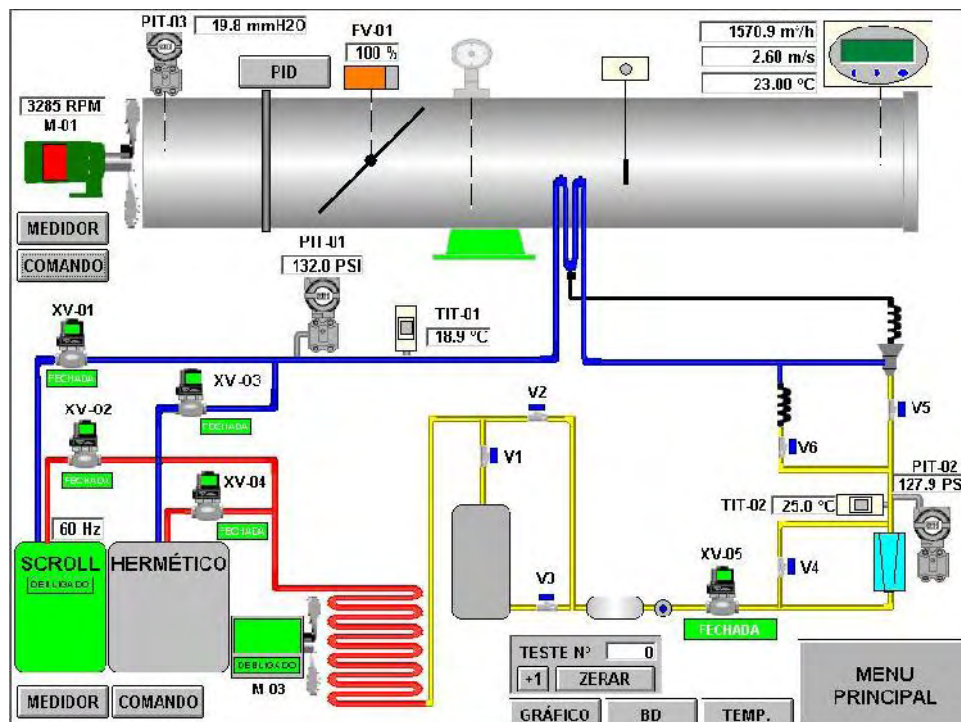 PIT-03
19.8 mmH2O
FV-01
100 %
PID
1570.9 m³/h
2.60 m/s
23.00 °C
3285 RPM
M-01
MEDIDOR
COMANDO
PIT-01
132.0 PSI
TIT-01
18.9 °C
XV-01
FECHADA
XV-03
FECHADA
XV-02
FECHADA
XV-04
FECHADA
V2
V1
V5
V6
PIT-02
127.9 PS
TIT-02
25.0 °C
60 Hz
SCROLL
DESLIGADO
HERMÉTICO
V3
XV-05
FECHADA
V4
DESLIGADO
M 03
MEDIDOR
COMANDO
TESTE Nº
0
+1
ZERAR
GRÁFICO
BD
TEMP.
MENU
PRINCIPAL